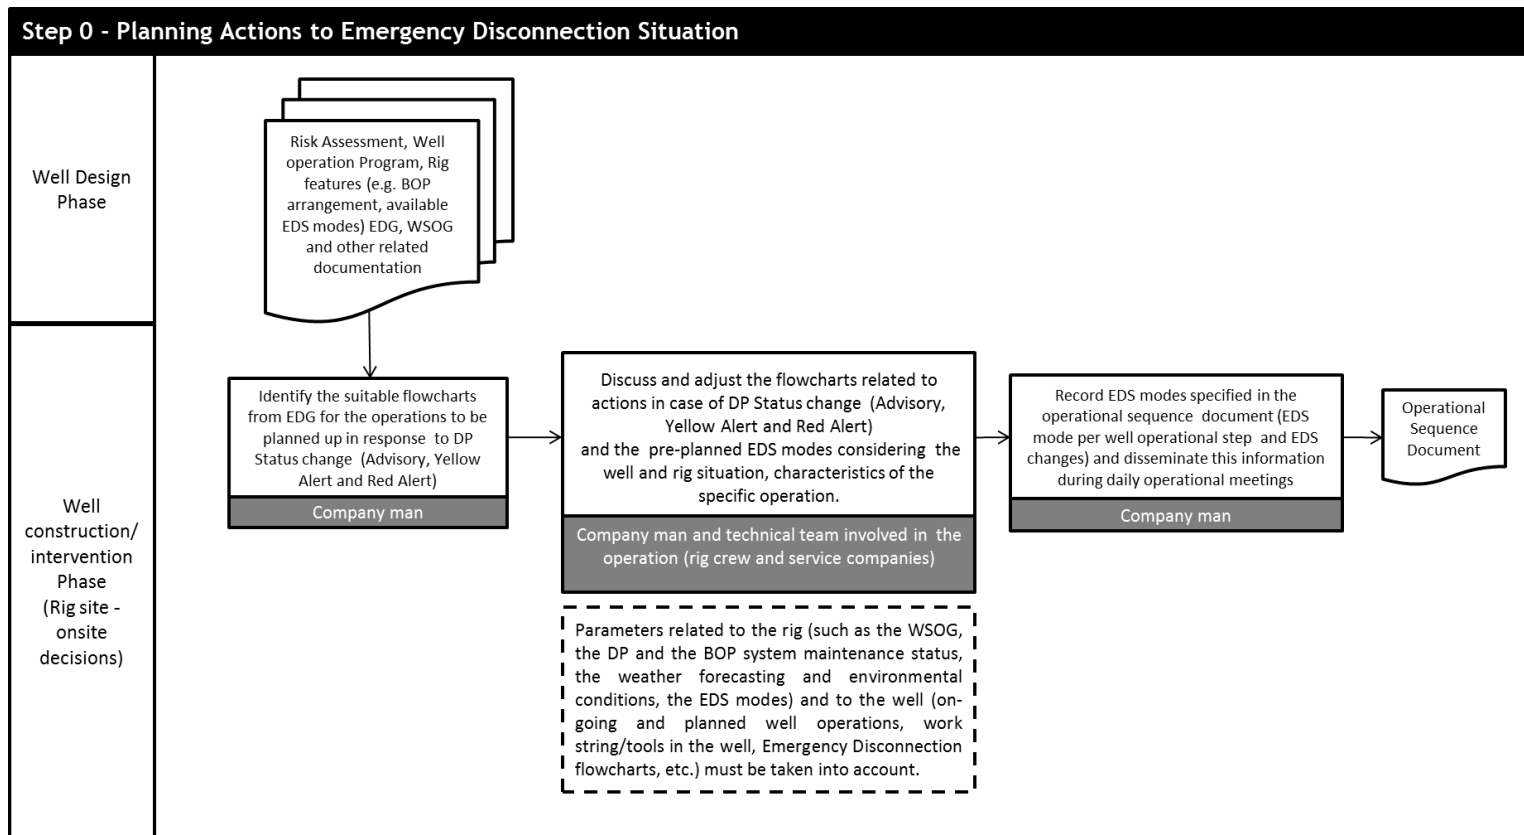 Step 0 - Planning Actions to Emergency Disconnection Situation
Well Design
Phase
Risk Assessment, Well
operation Program, Rig
features (e.g. BOP
arrangement, available
EDS modes) EDG, WSOG
and other related
documentation
Well
construction/
intervention
Phase
(Rig site -
onsite
decisions)
Identify the suitable flowcharts
from EDG for the operations to be
planned up in response to DP
Status change (Advisory, Yellow
Alert and Red Alert)
Company man
Discuss and adjust the flowcharts related to
actions in case of DP Status change (Advisory,
Yellow Alert and Red Alert)
and the pre-planned EDS modes considering the
well and rig situation, characteristics of the
specific operation.
Company man and technical team involved in the
operation (rig crew and service companies)
Parameters related to the rig (such as the WSOG,
the DP and the BOP system maintenance status,
the weather forecasting and environmental
conditions, the EDS modes) and to the well (on-
going and planned well operations, work
string/tools in the well, Emergency Disconnection
flowcharts, etc.) must be taken into account.
Record EDS modes specified in the
operational sequence document (EDS
mode per well operational step and EDS
changes) and disseminate this information
during daily operational meetings
Company man
Operational
Sequence
Document